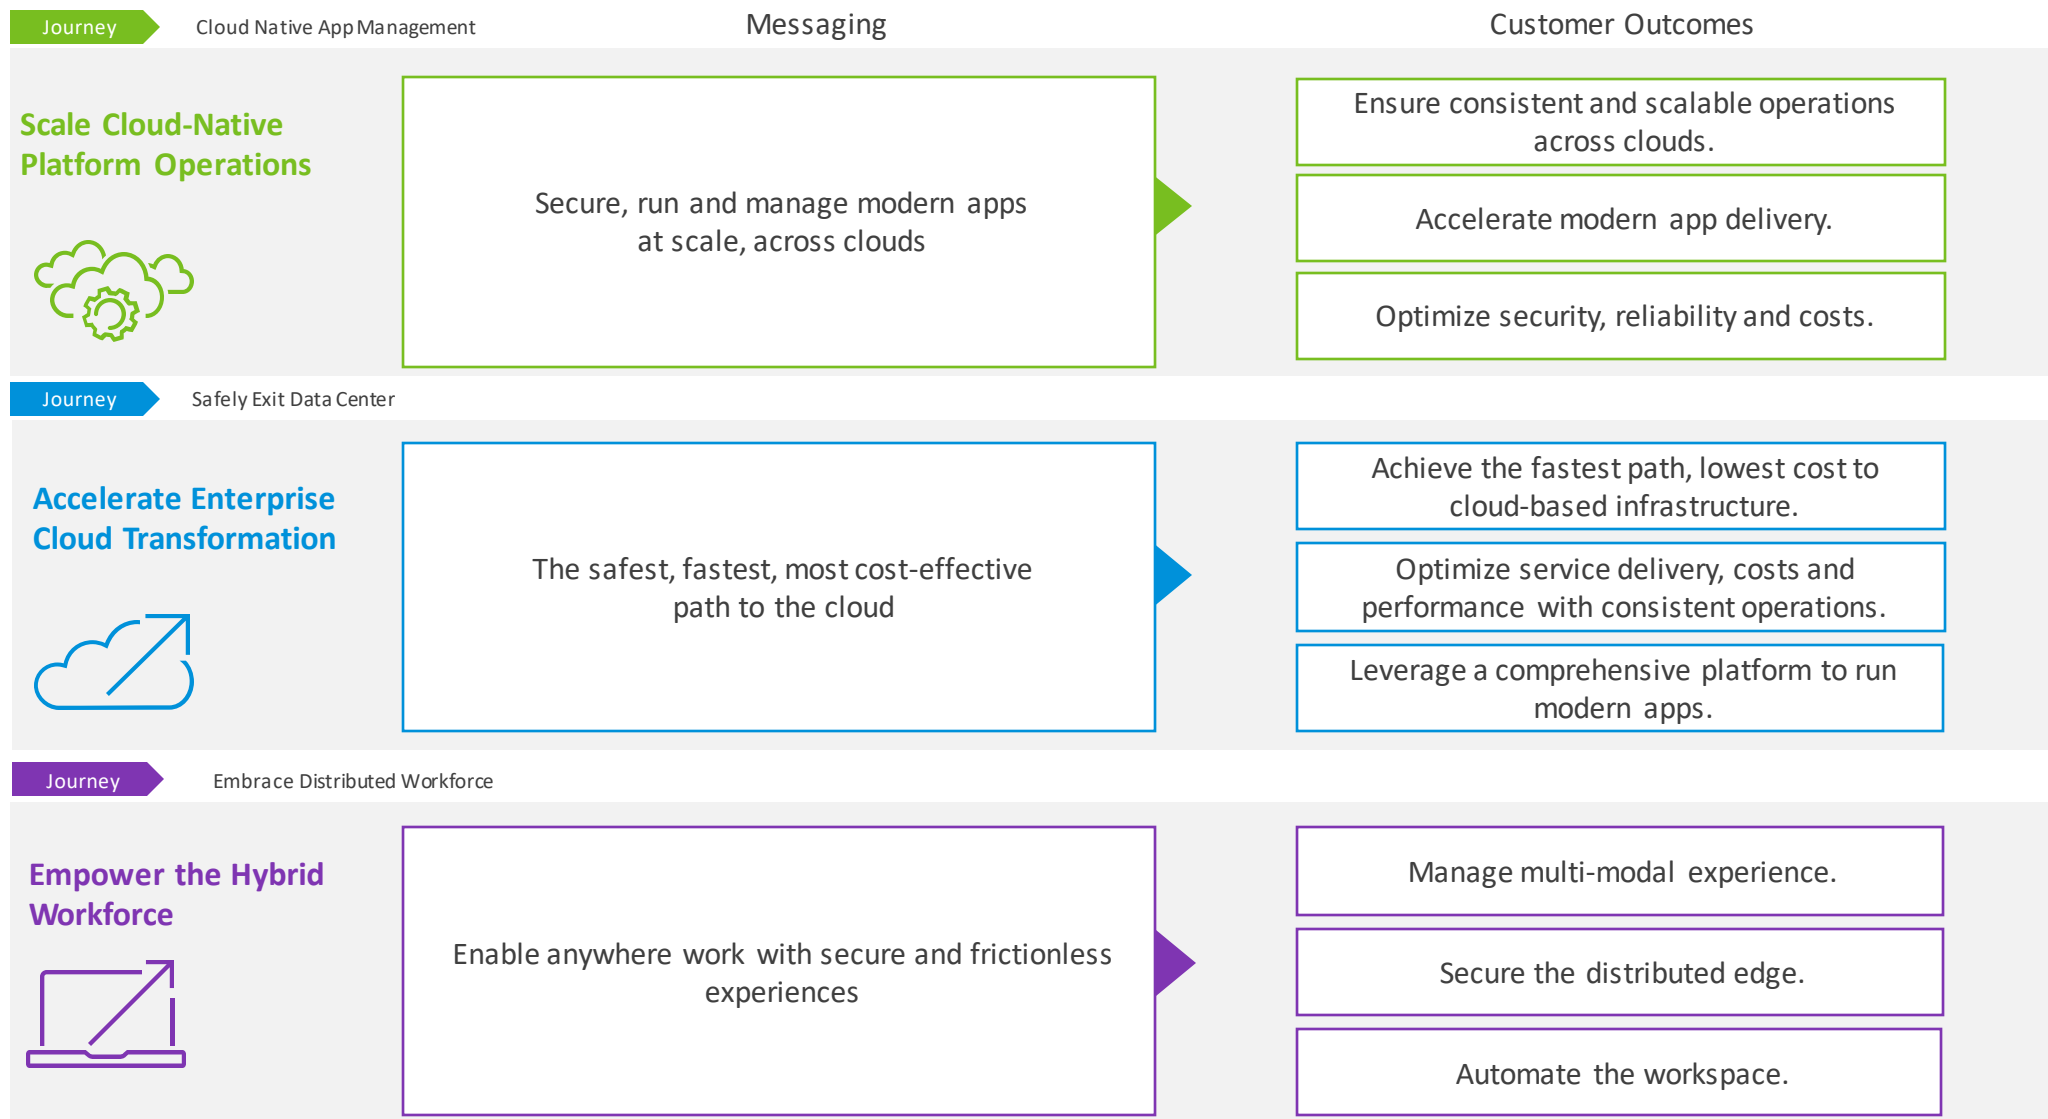 Journey
Cloud Native App Management
Messaging
Customer Outcomes
Scale Cloud-Native
Platform Operations
Secure, run and manage modern apps
at scale, across clouds
Ensure consistent and scalable operations
across clouds.
Accelerate modern app delivery.
Optimize security, reliability and costs.
Journey
Safely Exit Data Center
Accelerate Enterprise
Cloud Transformation
The safest, fastest, most cost-effective
path to the cloud
Achieve the fastest path, lowest cost to
cloud-based infrastructure.
Optimize service delivery, costs and
performance with consistent operations.
Leverage a comprehensive platform to run
modern apps.
Journey
Embrace Distributed Workforce
Empower the Hybrid
Workforce
Enable anywhere work with secure and frictionless
experiences
Manage multi-modal experience.
Secure the distributed edge.
Automate the workspace.